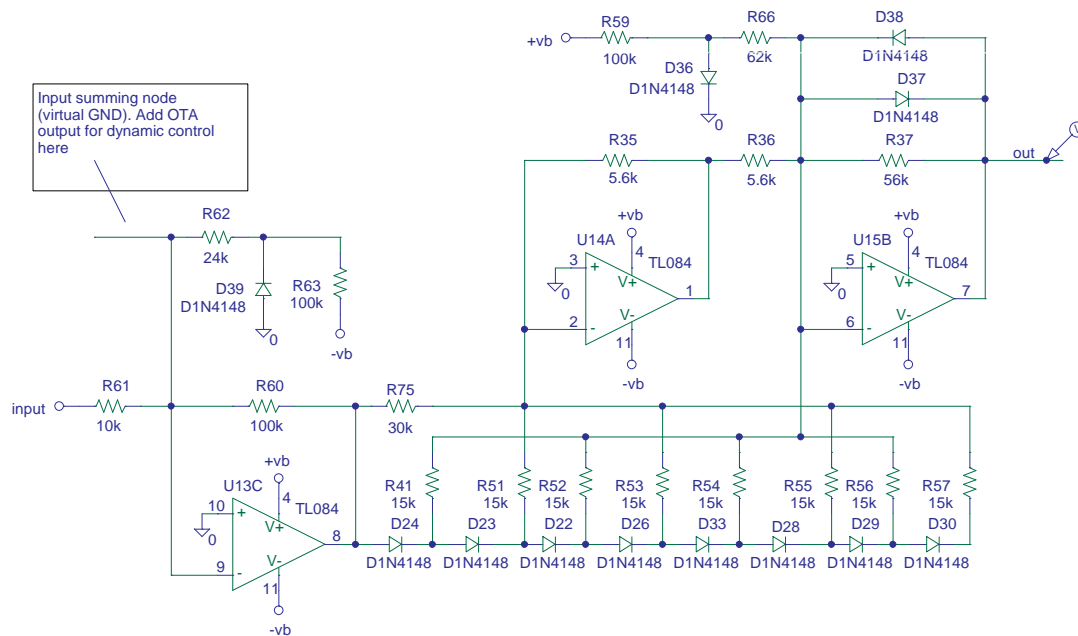 D38
R59
R66
+vb
100k
62k
D1N4148
D36
D1N4148
D37
D1N4148
0
Input summing node
(virtual GND). Add OTA
output for dynamic control
here
R35
R36
R37
5.6k
5.6k
56k
out
V
R62
24k
+vb
+vb
U14A
4
TL084
U15B
4
TL084
D39
D1N4148
R63
100k
3
+
V+
1
0
V-
2
-
11
5
+
V+
7
0
V-
6
-
11
0
-vb
-vb
-vb
R61
R60
R75
input
10k
100k
30k
+vb
U13C
4
TL084
R41
15k
R51
15k
R52
15k
R53
15k
R54
15k
R55
15k
R56
15k
R57
15k
10
+
V+
8
0
V-
9
-
11
D24
D23
D22
D26
D33
D28
D29
D30
D1N4148
D1N4148
D1N4148
D1N4148
D1N4148
D1N4148
D1N4148
D1N4148
-vb